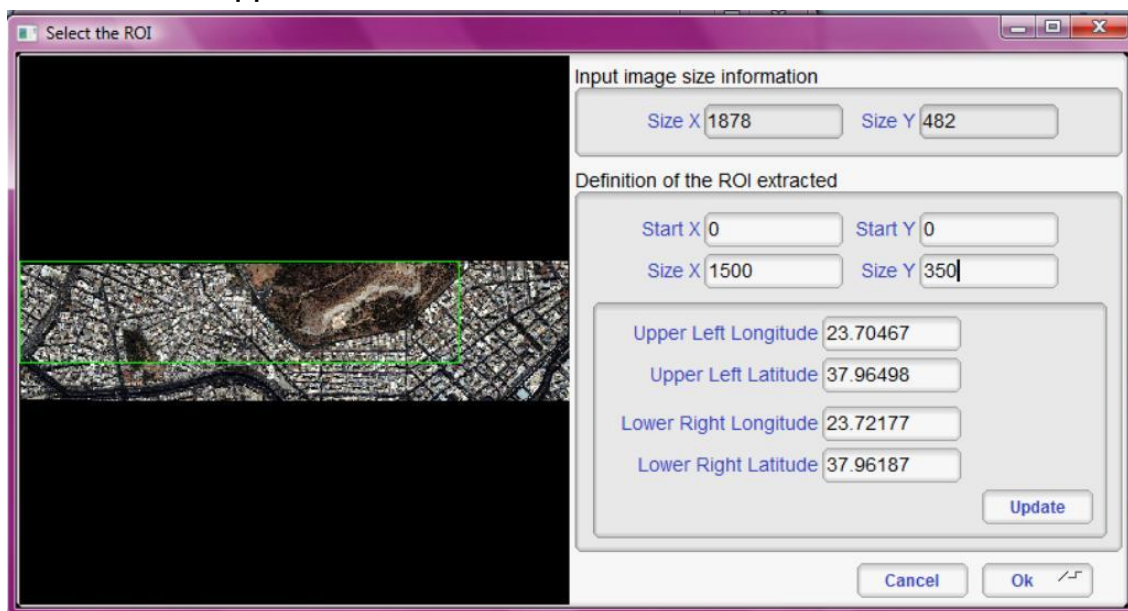 Select the ROI
Input image size information
Size X 1878 Size Y 482
Definition of the ROI extracted
Start X 0 Start Y 0
Size X 1500 Size Y 350
Upper Left Longitude 23.70467
Upper Left Latitude 37.96498
Lower Right Longitude 23.72177
Lower Right Latitude 37.96187
Update
Cancel Ok